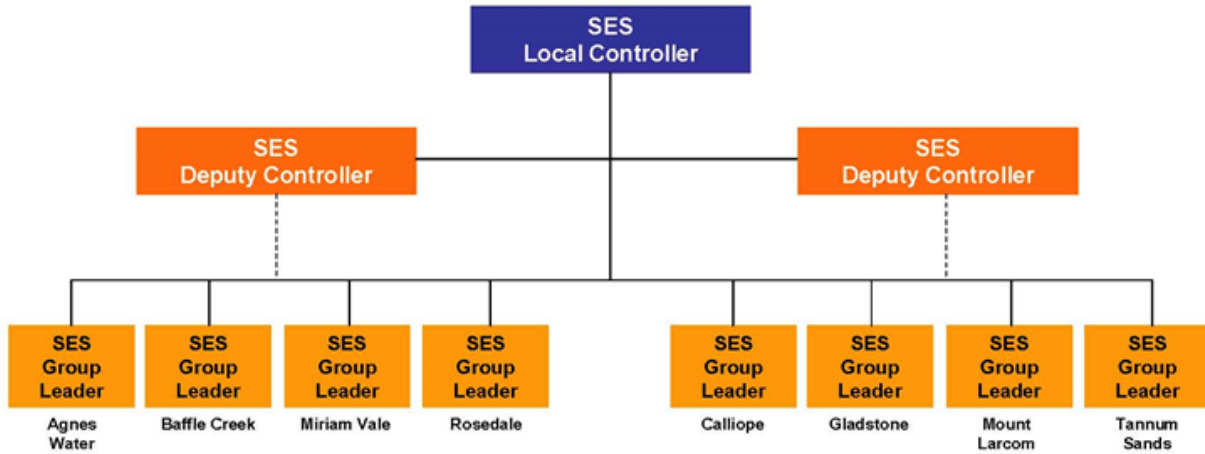 SES
Local Controller
SES
Deputy Controller
SES
Deputy Controller
SES
Group
Leader
Agnes
Water
SES
Group
Leader
Baffle Creek
SES
Group
Leader
Miriam Vale
SES
Group
Leader
Rosedale
SES
Group
Leader
Calliope
SES
Group
Leader
Gladstone
SES
Group
Leader
Mount
Larcom
SES
Group
Leader
Tannum
Sands